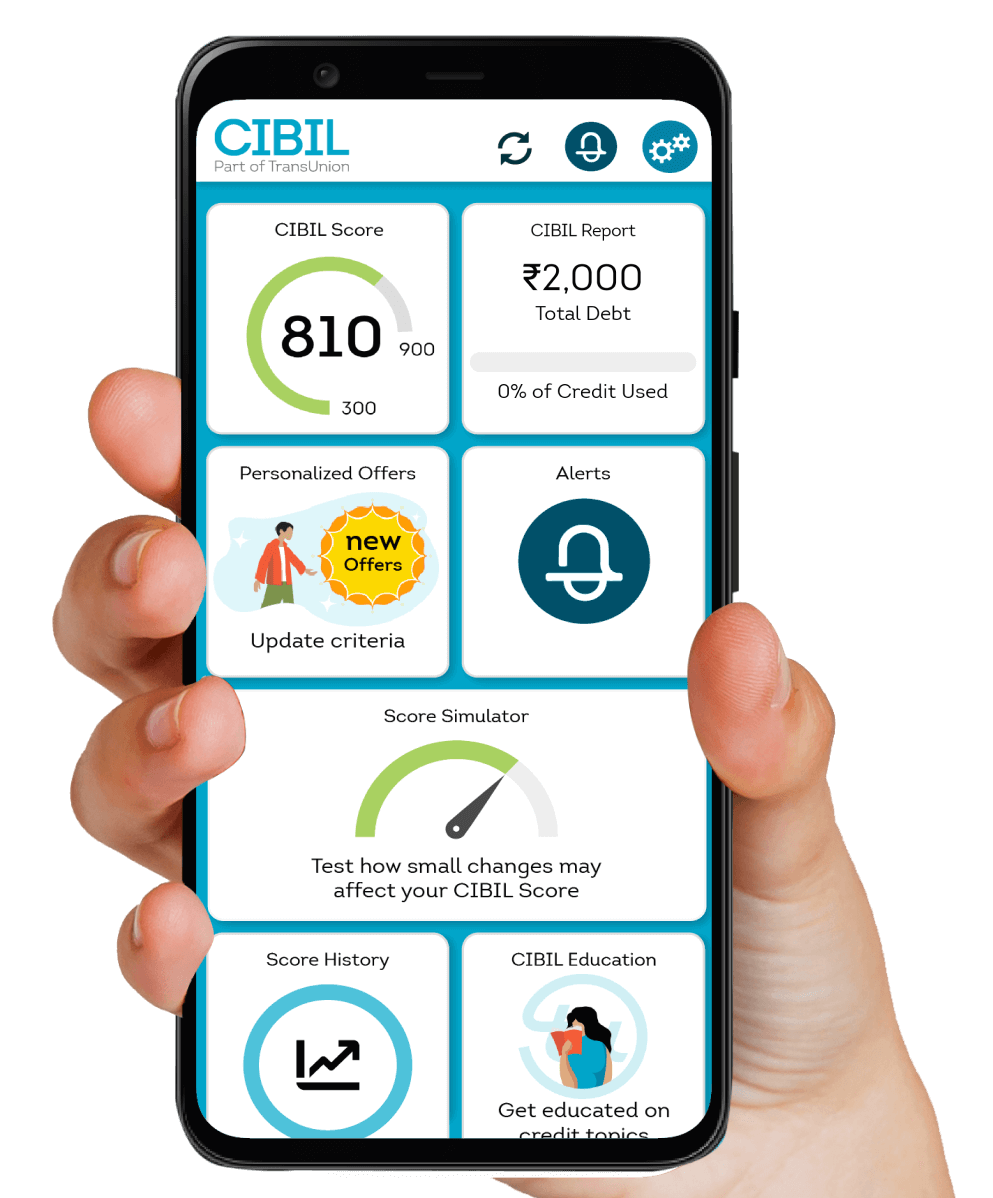 CIBIL
Part of TransUnion
CIBIL Score
810
900
300
CIBIL Report
₹2,000
Total Debt
0% of Credit Used
Personalized Offers
new
Offers
Update criteria
Alerts
Score Simulator
Test how small changes may
affect your CIBIL Score
Score History
CIBIL Education
Get educated on
credit topics